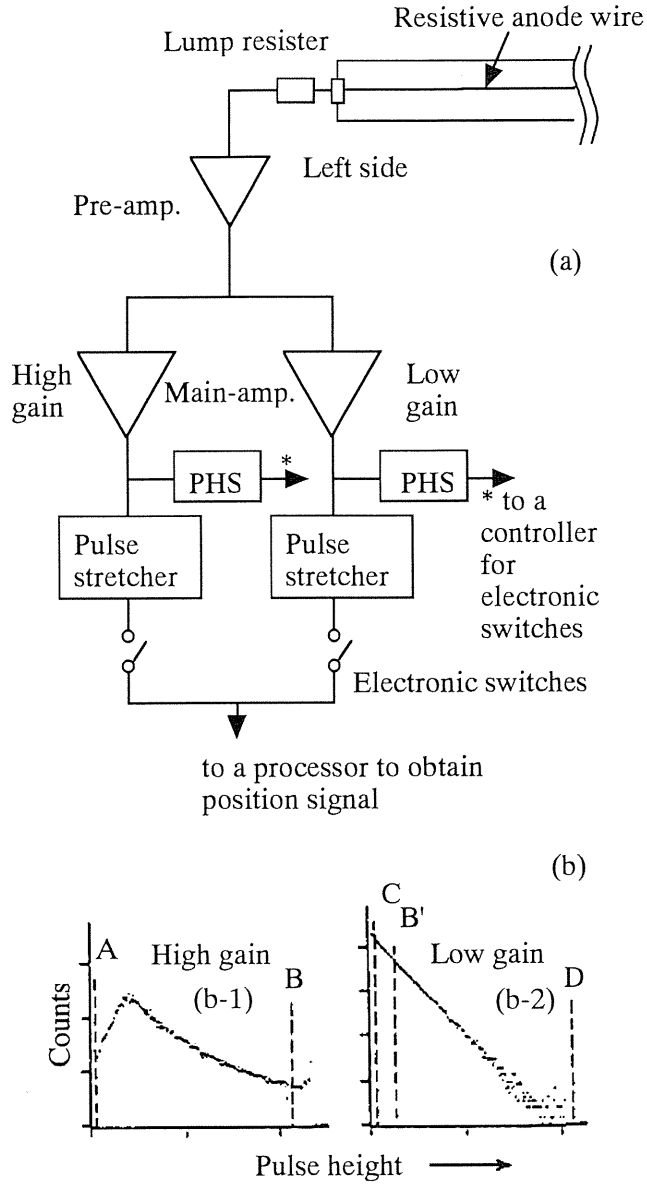 Resistive anode wire
Lump resister
Left side
Pre-amp.
(a)
High
gain
Main-amp.
Low
gain
PHS
*
PHS
* to a
controller
for
electronic
switches
Pulse
stretcher
Pulse
stretcher
Electronic switches
to a processor to obtain
position signal
(b)
A
High gain
(b-1)
B
C
B'
Low gain
(b-2)
D
Counts
Pulse height